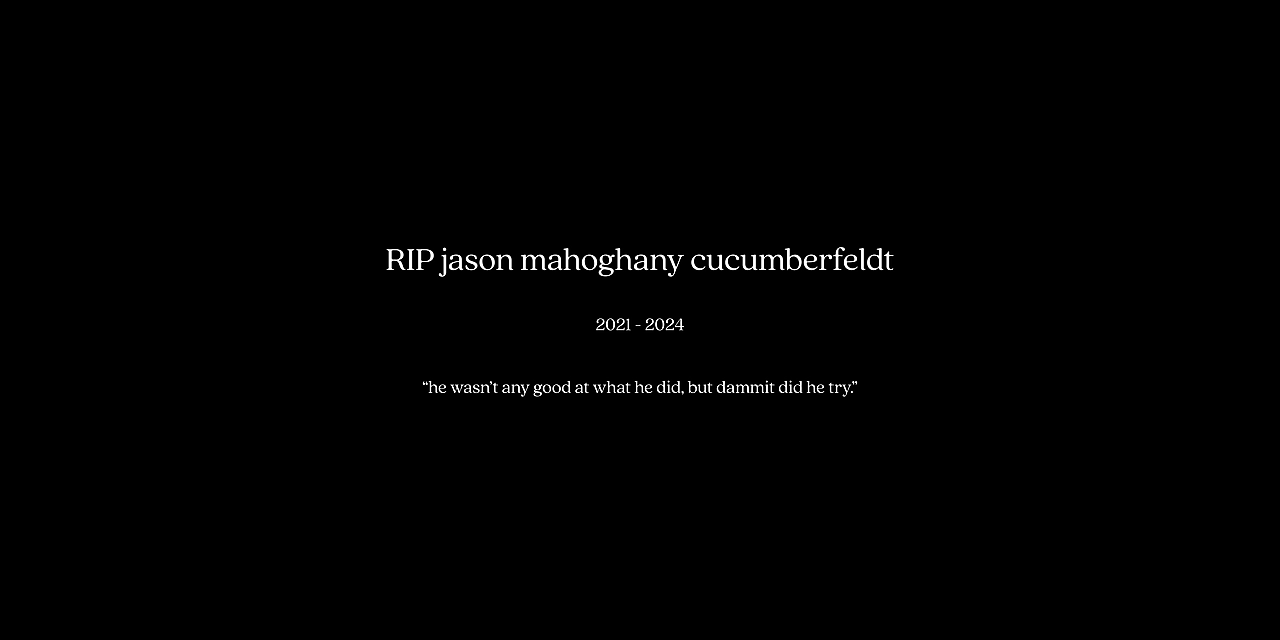 RIP jason mahoghany cucumberfeldt
2021 - 2024
“he wasn’t any good at what he did, but dammit did he try.”